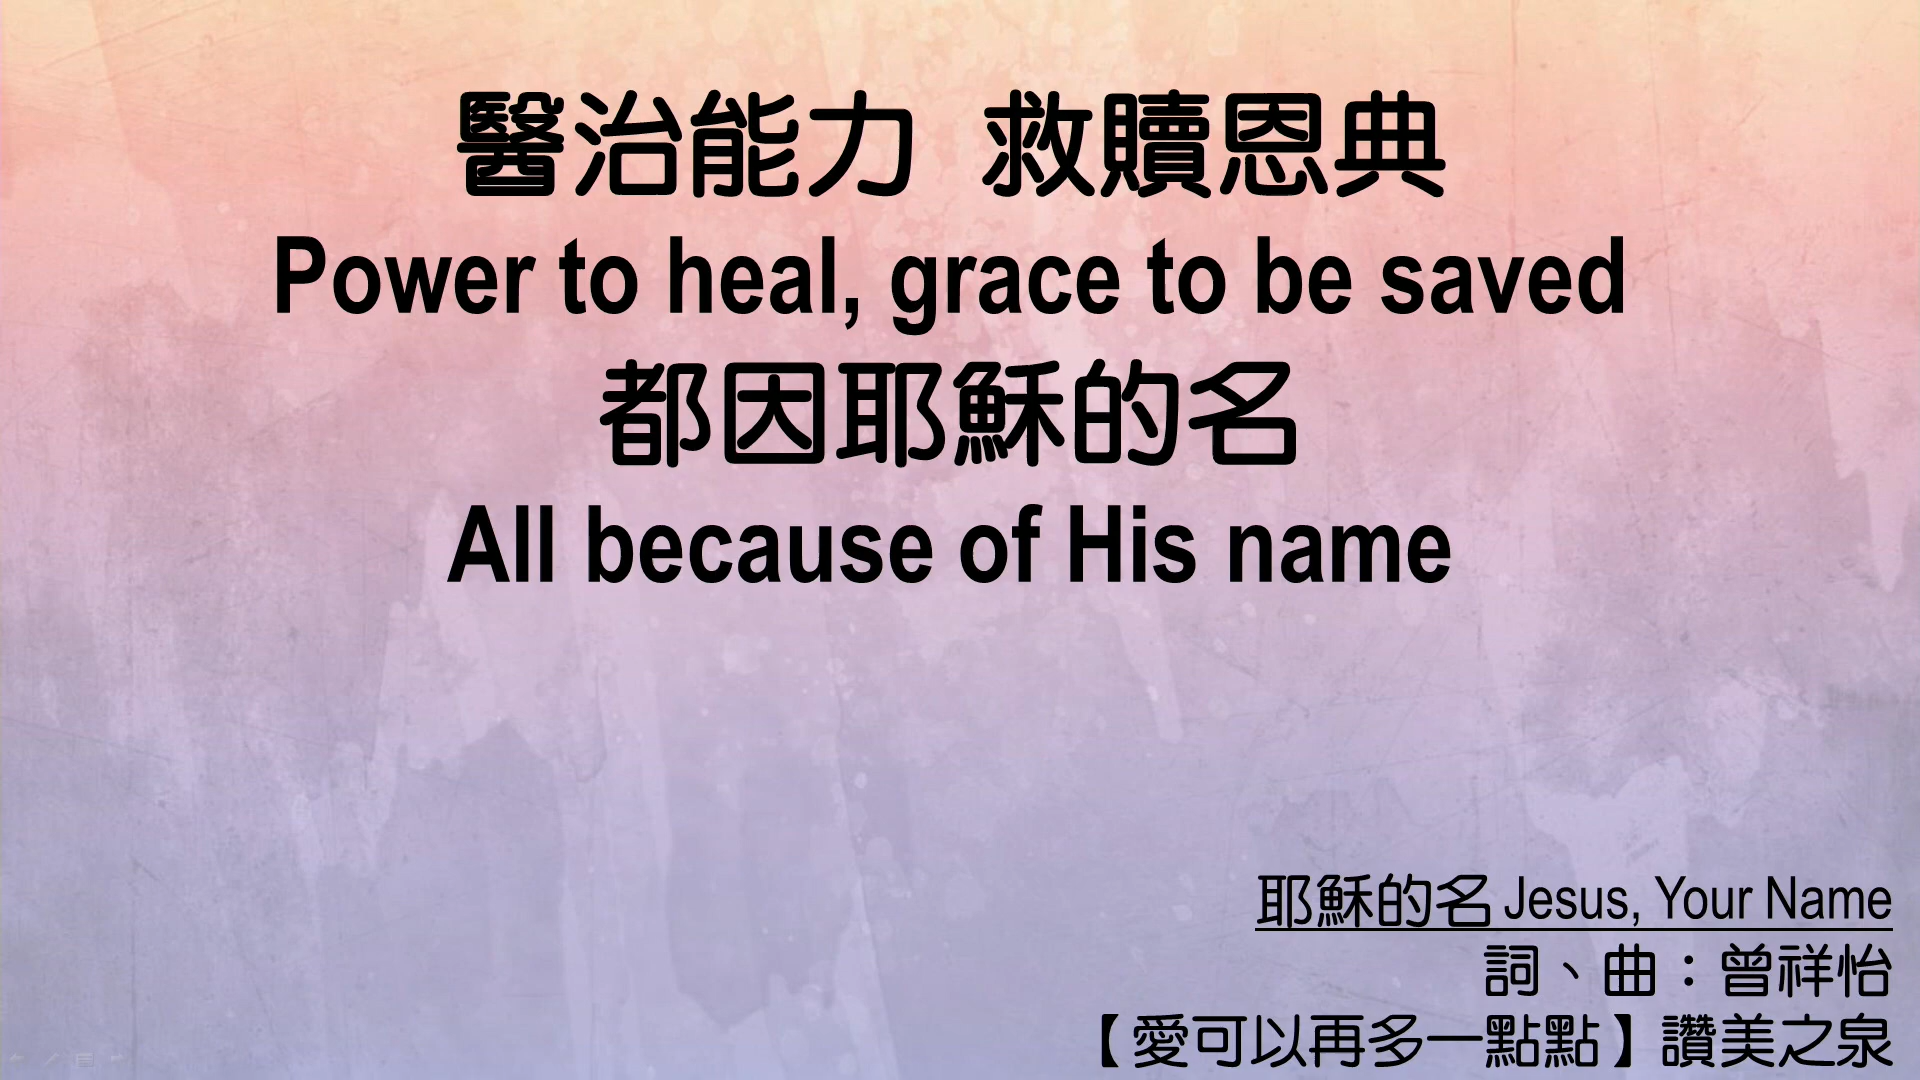 醫治能力 救贖恩典
Power to heal, grace to be saved
都因耶穌的名
All because of His name
耶穌的名 Jesus, Your Name
詞、曲：曾祥怡
【愛可以再多一點點】讚美之泉